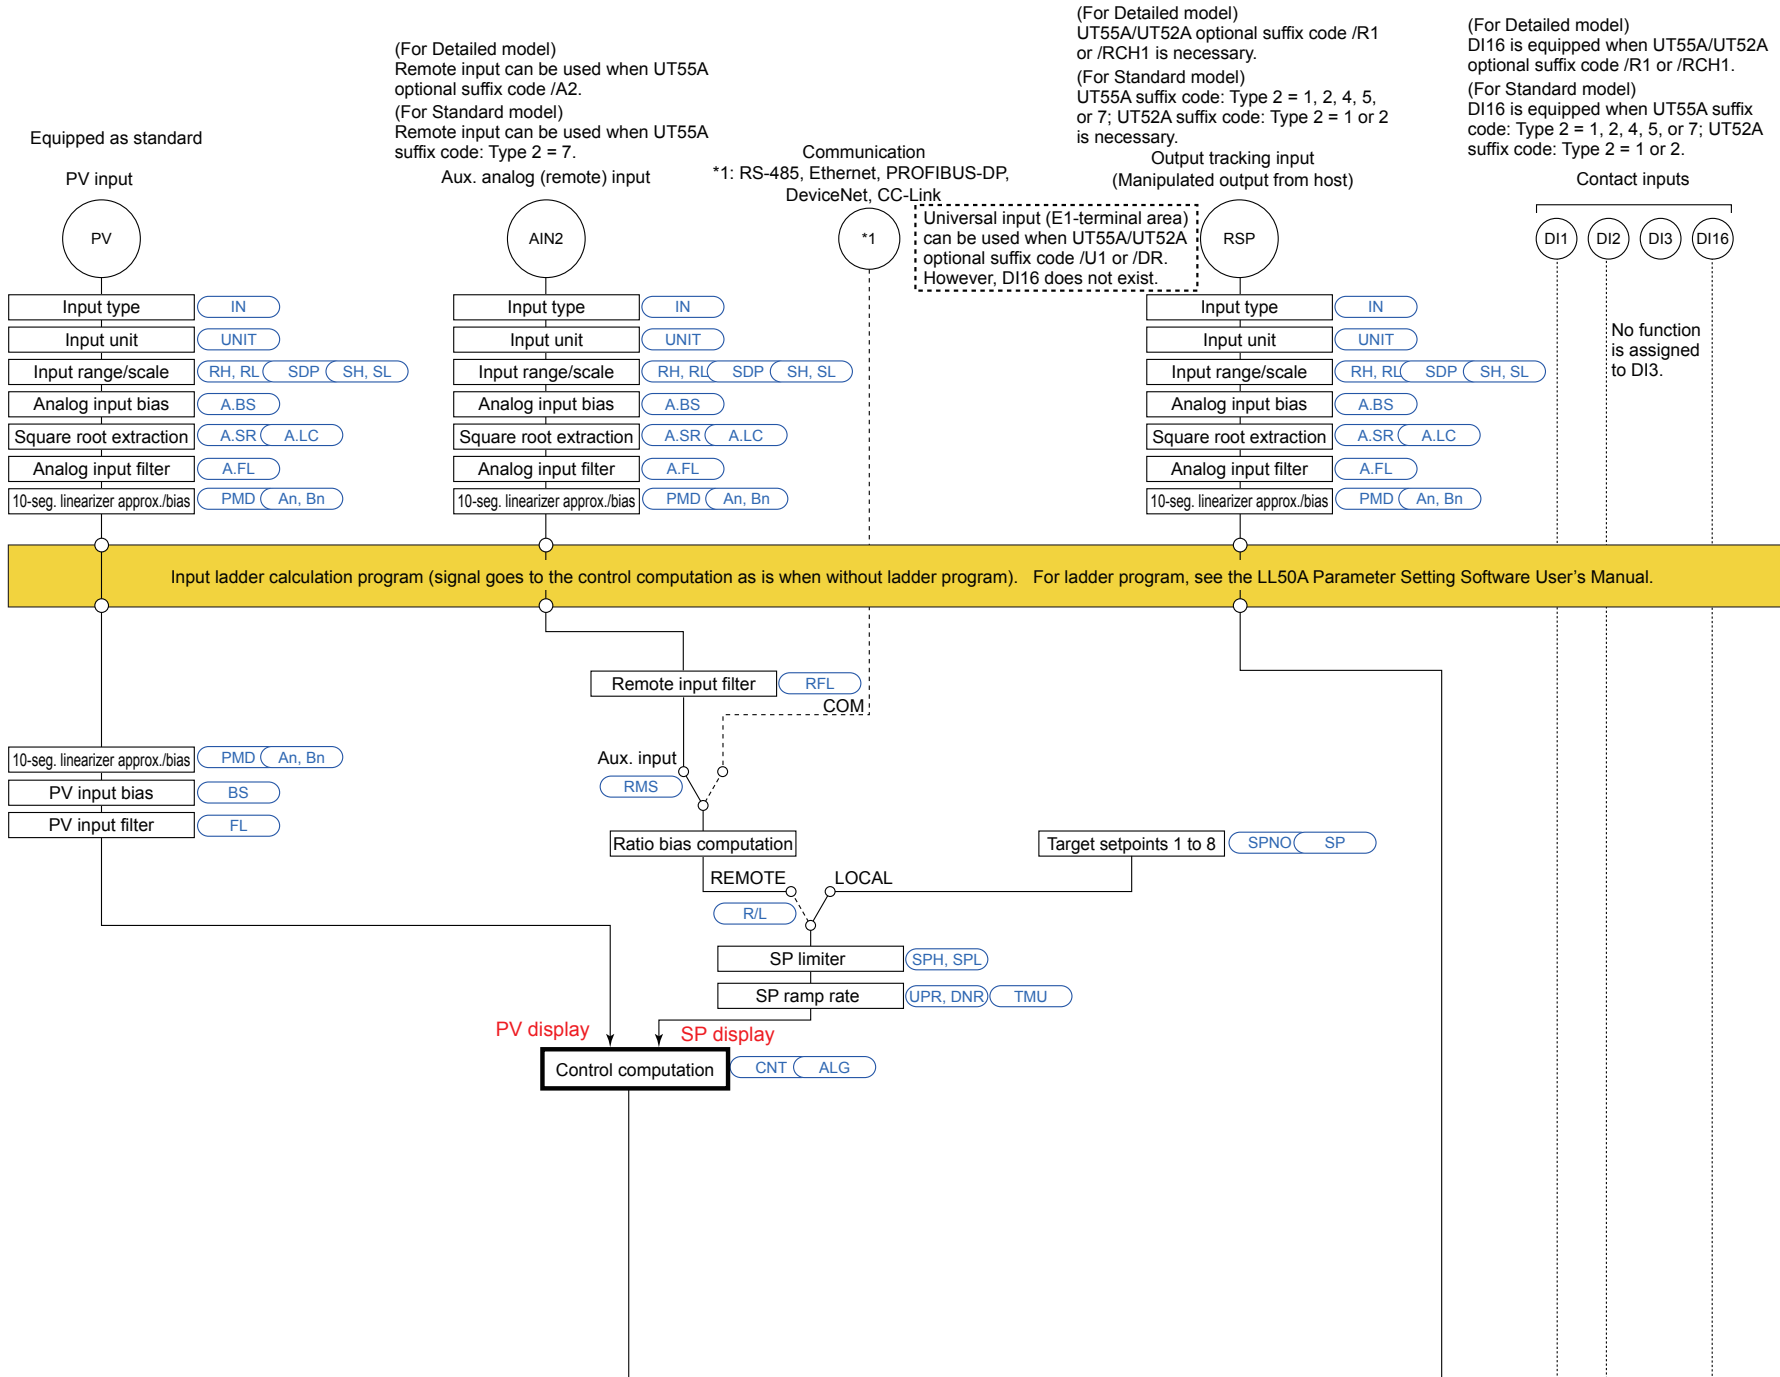 (For Detailed model)
UT55A/UT52A optional suffix code /R1
or /RCH1 is necessary.
(For Standard model)
UT55A suffix code: Type 2 = 1, 2, 4, 5,
or 7; UT52A suffix code: Type 2 = 1 or 2
is necessary.
(For Detailed model)
DI16 is equipped when UT55A/UT52A
optional suffix code /R1 or /RCH1.
(For Standard model)
DI16 is equipped when UT55A suffix
code: Type 2 = 1, 2, 4, 5, or 7; UT52A
suffix code: Type 2 = 1 or 2.
(For Detailed model)
Remote input can be used when UT55A
optional suffix code /A2.
(For Standard model)
Remote input can be used when UT55A
suffix code: Type 2 = 7.
Equipped as standard
PV input
Aux. analog (remote) input
Communication
*1: RS-485, Ethernet, PROFIBUS-DP,
DeviceNet, CC-Link
Output tracking input
(Manipulated output from host)
Contact inputs
PV
AIN2
*1
Universal input (E1-terminal area)
can be used when UT55A/UT52A
optional suffix code /U1 or /DR.
However, DI16 does not exist.
RSP
DI1 DI2 DI3 DI16
Input type IN
Input unit UNIT
Input range/scale RH, RL SDP SH, SL
Analog input bias A.BS
Square root extraction A.SR A.LC
Analog input filter A.FL
10-seg. linearizer approx./bias PMD An, Bn
Input type IN
Input unit UNIT
Input range/scale RH, RL SDP SH, SL
Analog input bias A.BS
Square root extraction A.SR A.LC
Analog input filter A.FL
10-seg. linearizer approx./bias PMD An, Bn
Input type IN
Input unit UNIT
Input range/scale RH, RL SDP SH, SL
Analog input bias A.BS
Square root extraction A.SR A.LC
Analog input filter A.FL
10-seg. linearizer approx./bias PMD An, Bn
No function
is assigned
to DI3.
Input ladder calculation program (signal goes to the control computation as is when without ladder program). For ladder program, see the LL50A Parameter Setting Software User's Manual.
Remote input filter RFL
COM
10-seg. linearizer approx./bias PMD An, Bn
PV input bias BS
PV input filter FL
Aux. input
RMS
Ratio bias computation
Target setpoints 1 to 8 SPNO SP
REMOTE LOCAL
R/L
SP limiter SPH, SPL
SP ramp rate UPR, DNR TMU
PV display SP display
Control computation CNT ALG